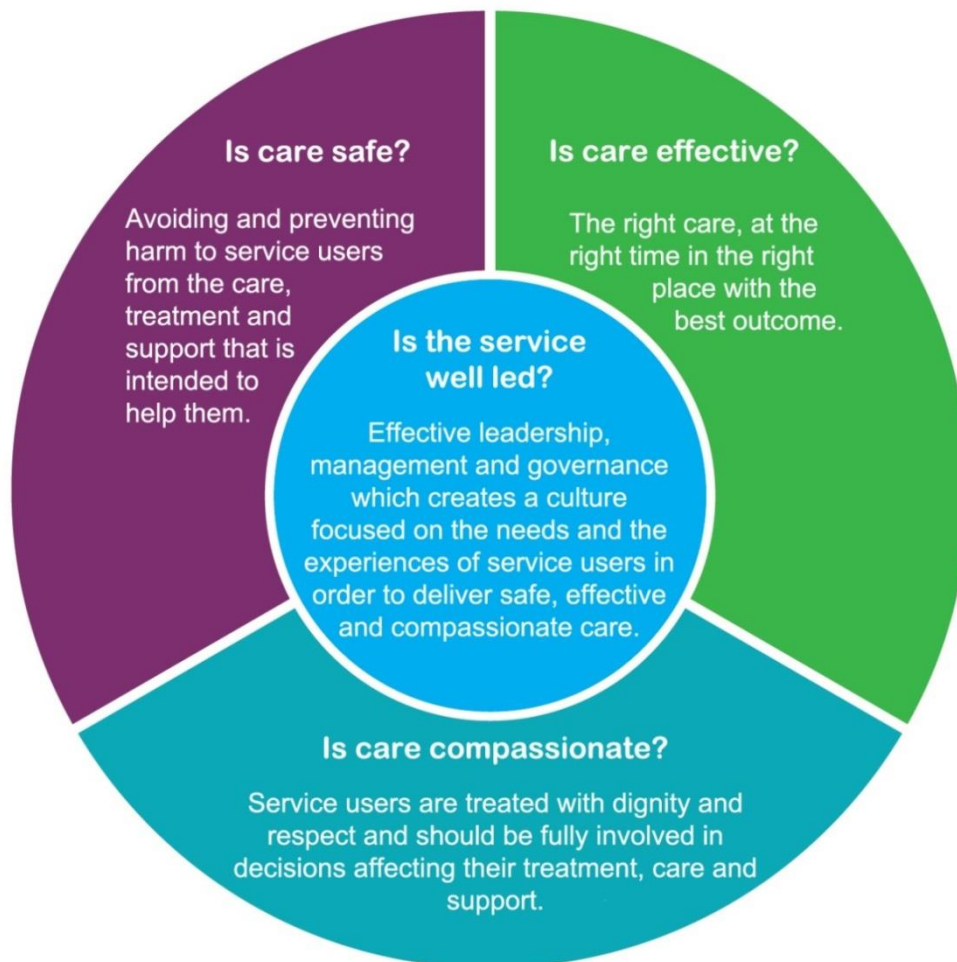 Is care safe?
Avoiding and preventing
harm to service users
from the care,
treatment and
support that is
intended to
help them.
Is care effective?
The right care, at the
right time in the right
place with the
best outcome.
Is the service
well led?
Effective leadership,
management and governance
which creates a culture
focused on the needs and the
experiences of service users in
order to deliver safe, effective
and compassionate care.
Is care compassionate?
Service users are treated with dignity and
respect and should be fully involved in
decisions affecting their treatment, care and
support.